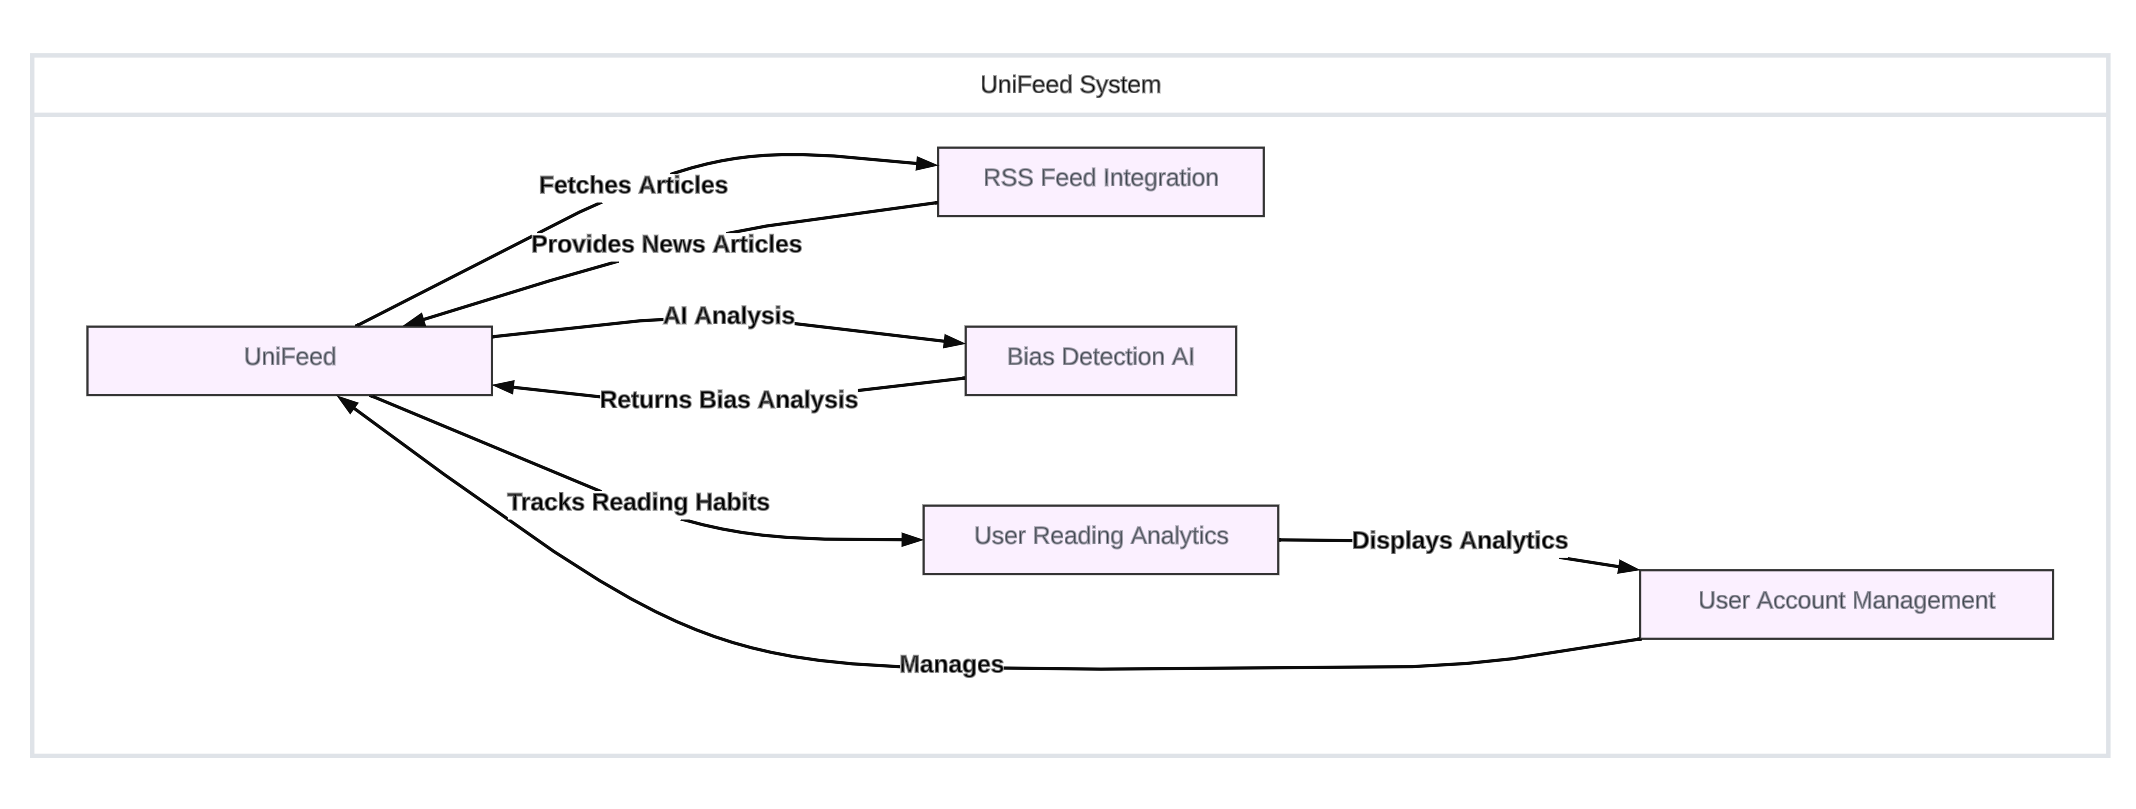 UniFeed System
Fetches Articles
RSS Feed Integration
Provides News Articles
AI Analysis
UniFeed
Bias Detection AI
Returns Bias Analysis
Tracks Reading Habits
User Reading Analytics
Displays Analytics
User Account Management
Manages